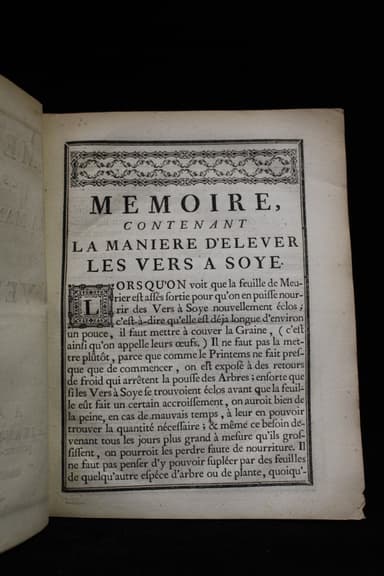 MEMOIRE,
CONTENANT
LA MANIERE D'ELEVER
LES VERS A SOYE.
LORSQU'ON voit que la feuille de Meu-
rier est assés sortie pour qu'on en puisse nour-
rir des Vers à Soye nouvellement éclos ;
c'est-à-dire qu'elle est déja longue d'environ
un pouce, il faut mettre à couver la Graine, ( c'est
ainsi qu'on appelle leurs œufs. ) Il ne faut pas la met-
tre plûtôt, parce que comme le Printems ne fait pres-
que que de commencer, on est exposé à des retours
de froid qui arrêtent la pousse des Arbres ; ensorte que
si les Vers à Soye se trouvoient éclos avant que la feuil-
le eût fait un certain accroissement, on auroit bien de
la peine, en cas de mauvais temps, à leur en pouvoir
trouver la quantité nécessaire ; & même ce besoin de-
venant tous les jours plus grand à mesure qu'ils gros-
sissent, on pourroit les perdre faute de nourriture. Il
ne faut pas penser d'y pouvoir supléer par des feuilles
de quelqu'autre espéce d'arbre ou de plante, quoiqu'-